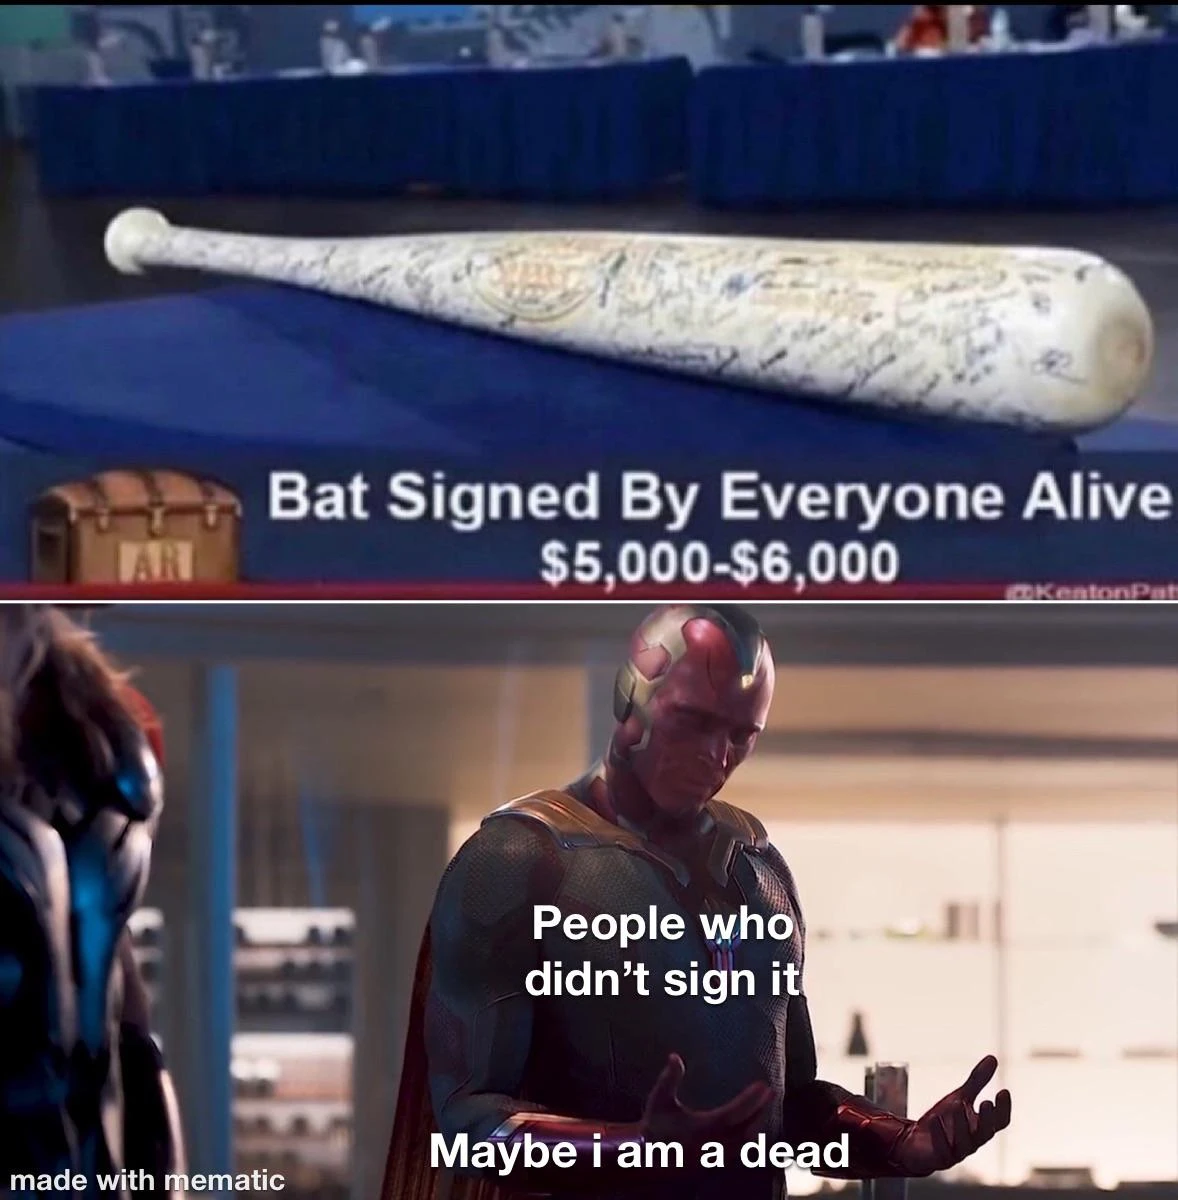 AR
Bat Signed By Everyone Alive
$5,000-$6,000
@KeatonPat
People who
didn't sign it
Maybe i am a dead
made with mematic